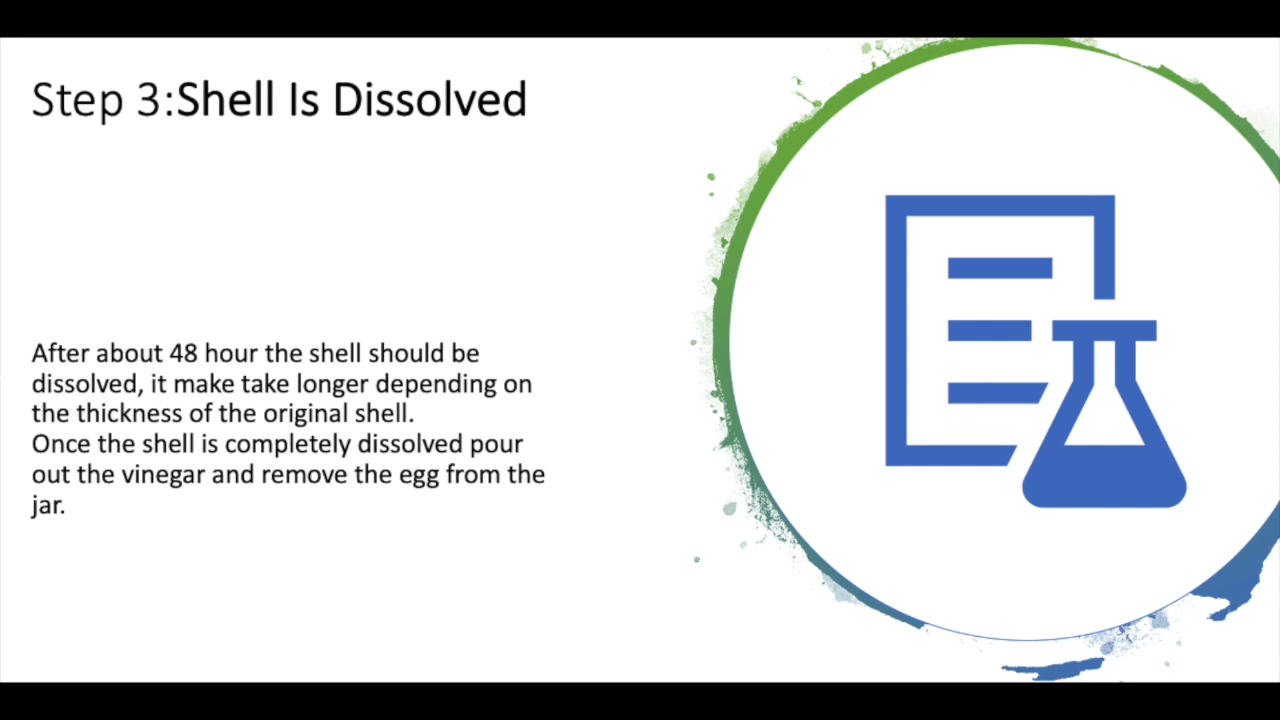 Step 3:Shell Is Dissolved
After about 48 hour the shell should be
dissolved, it make take longer depending on
the thickness of the original shell.
Once the shell is completely dissolved pour
out the vinegar and remove the egg from the
jar.